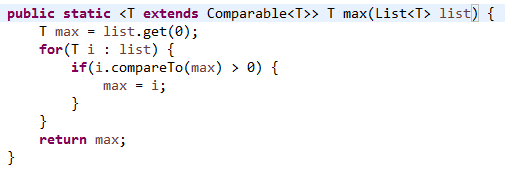 public static <T extends Comparable<T>> T max(List<T> list) {
    T max = list.get(0);
    for(T i : list) {
        if(i.compareTo(max) > 0) {
            max = i;
        }
    }
    return max;
}